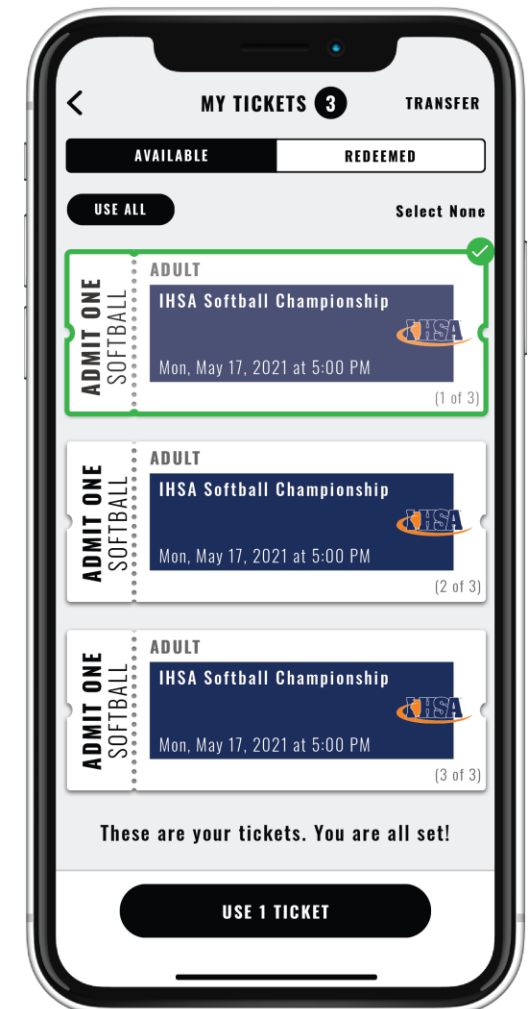 MY TICKETS 3
TRANSFER
AVAILABLE
REDEEMED
USE ALL
Select None
ADMIT ONE
SOFTBALL
ADULT
IHSA Softball Championship
IHSA
Mon, May 17, 2021 at 5:00 PM
(1 of 3)
ADMIT ONE
SOFTBALL
ADULT
IHSA Softball Championship
IHSA
Mon, May 17, 2021 at 5:00 PM
(2 of 3)
ADMIT ONE
SOFTBALL
ADULT
IHSA Softball Championship
IHSA
Mon, May 17, 2021 at 5:00 PM
(3 of 3)
These are your tickets. You are all set!
USE 1 TICKET